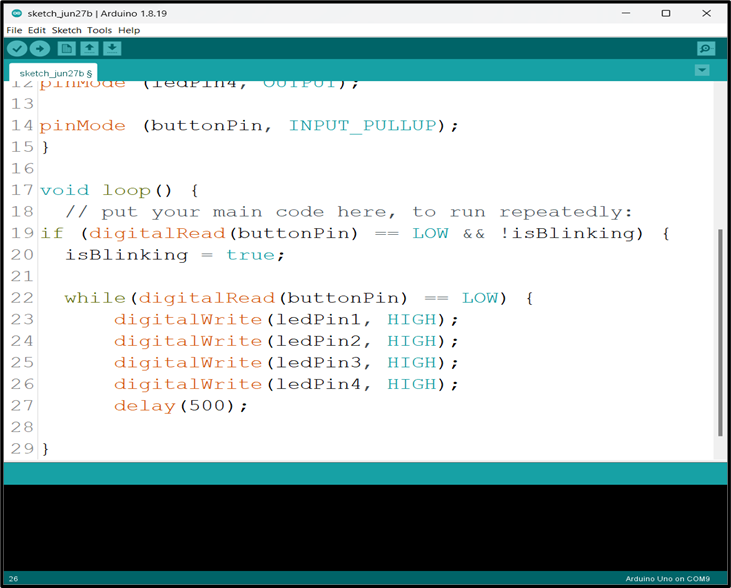 sketch_jun27b | Arduino 1.8.19
File Edit Sketch Tools Help
sketch_jun27b §
12 pinMode (ledPin4, OUTPUT);
13
14 pinMode (buttonPin, INPUT_PULLUP);
15 }
16
17 void loop() {
18 // put your main code here, to run repeatedly:
19 if (digitalRead(buttonPin) == LOW && !isBlinking) {
20 isBlinking = true;
21
22 while(digitalRead(buttonPin) == LOW) {
23 digitalWrite(ledPin1, HIGH);
24 digitalWrite(ledPin2, HIGH);
25 digitalWrite(ledPin3, HIGH);
26 digitalWrite(ledPin4, HIGH);
27 delay(500);
28
29 }
26 Arduino Uno on COM9